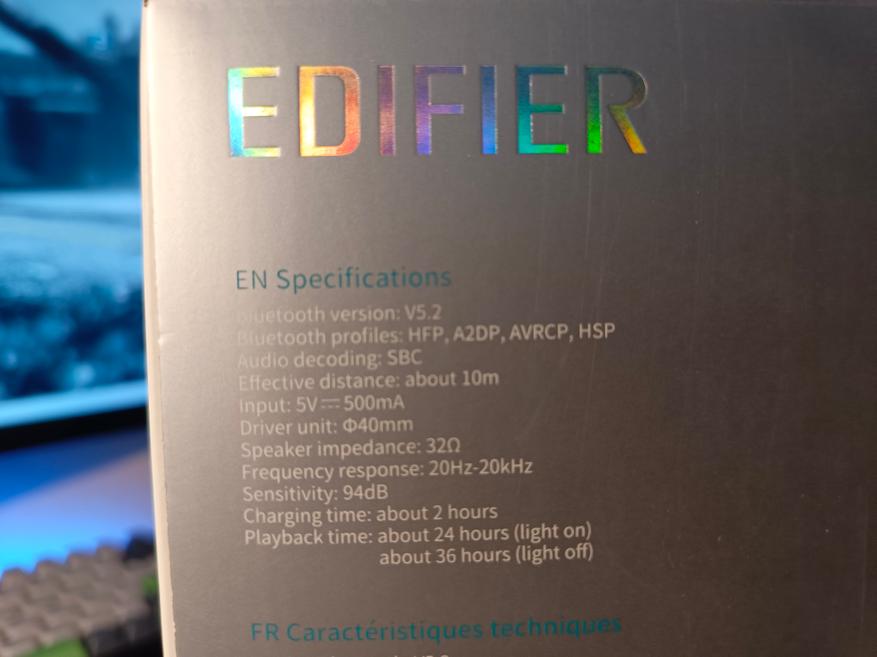 EDIFIER
EN Specifications
Bluetooth version: V5.2
Bluetooth profiles: HFP, A2DP, AVRCP, HSP
Audio decoding: SBC
Effective distance: about 10m
Input: 5V⎓500mA
Driver unit: Φ40mm
Speaker impedance: 32Ω
Frequency response: 20Hz-20kHz
Sensitivity: 94dB
Charging time: about 2 hours
Playback time: about 24 hours (light on)
about 36 hours (light off)
FR Caractéristiques techniques